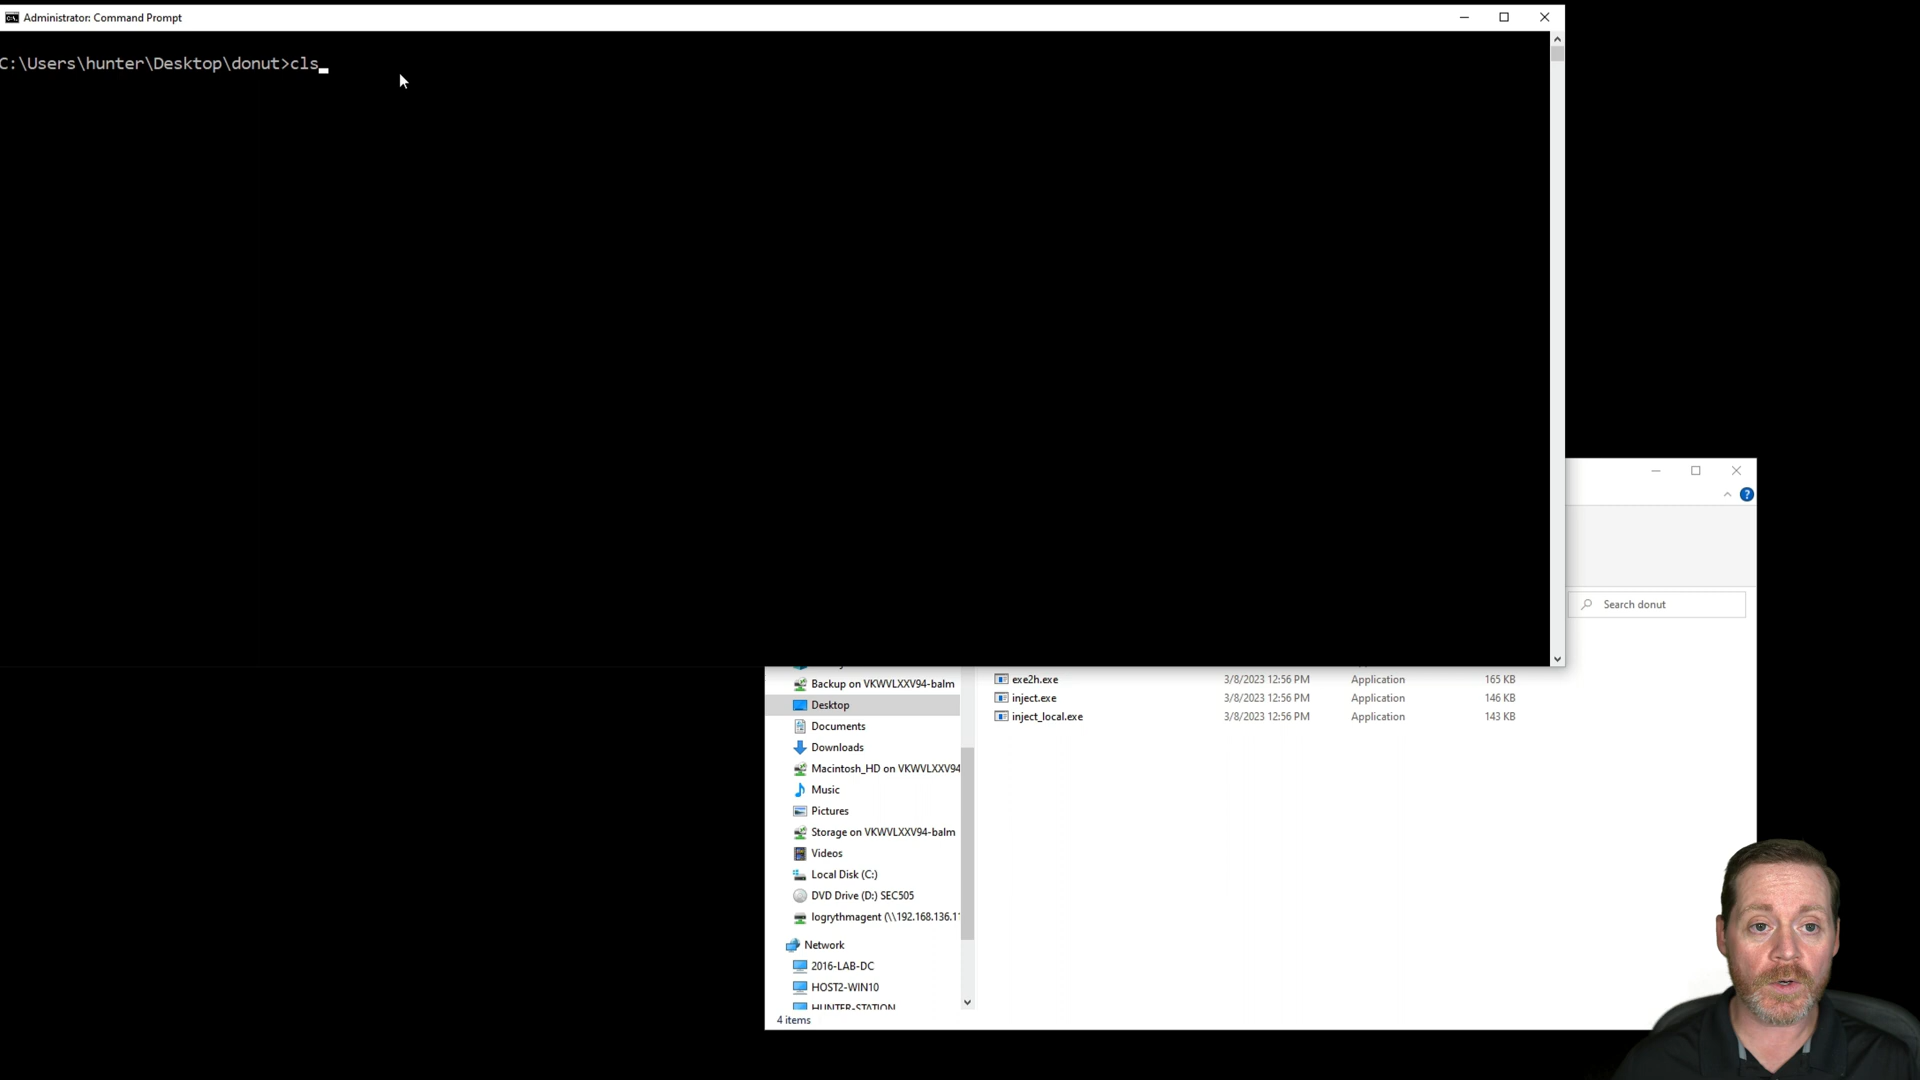 Administrator: Command Prompt
C:\Users\hunter\Desktop\donut>cls
Search donut
Backup on VKWVLXXV94-balm
exe2h.exe 3/8/2023 12:56 PM Application 165 KB
Desktop
inject.exe 3/8/2023 12:56 PM Application 146 KB
inject_local.exe 3/8/2023 12:56 PM Application 143 KB
Documents
Downloads
Macintosh_HD on VKWVLXXV94
Music
Pictures
Storage on VKWVLXXV94-balm
Videos
Local Disk (C:)
DVD Drive (D:) SEC505
logrythmagent (\\192.168.136.1
Network
2016-LAB-DC
HOST2-WIN10
HUNTER-STATION
4 items